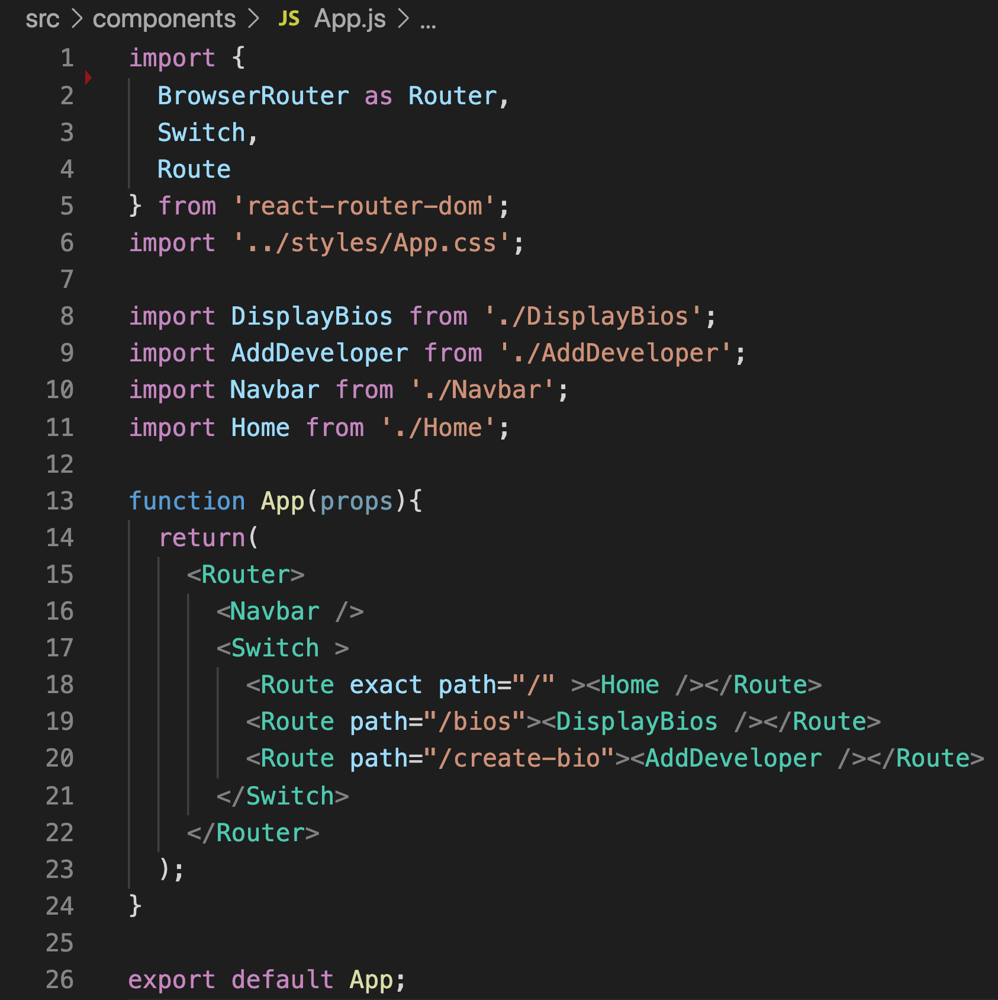 src > components > JS App.js > ...
1 import {
2   BrowserRouter as Router,
3   Switch,
4   Route
5 } from 'react-router-dom';
6 import '../styles/App.css';
7
8 import DisplayBios from './DisplayBios';
9 import AddDeveloper from './AddDeveloper';
10 import Navbar from './Navbar';
11 import Home from './Home';
12
13 function App(props){
14   return(
15     <Router>
16       <Navbar />
17       <Switch >
18         <Route exact path="/" ><Home /></Route>
19         <Route path="/bios"><DisplayBios /></Route>
20         <Route path="/create-bio"><AddDeveloper /></Route>
21       </Switch>
22     </Router>
23   );
24 }
25
26 export default App;